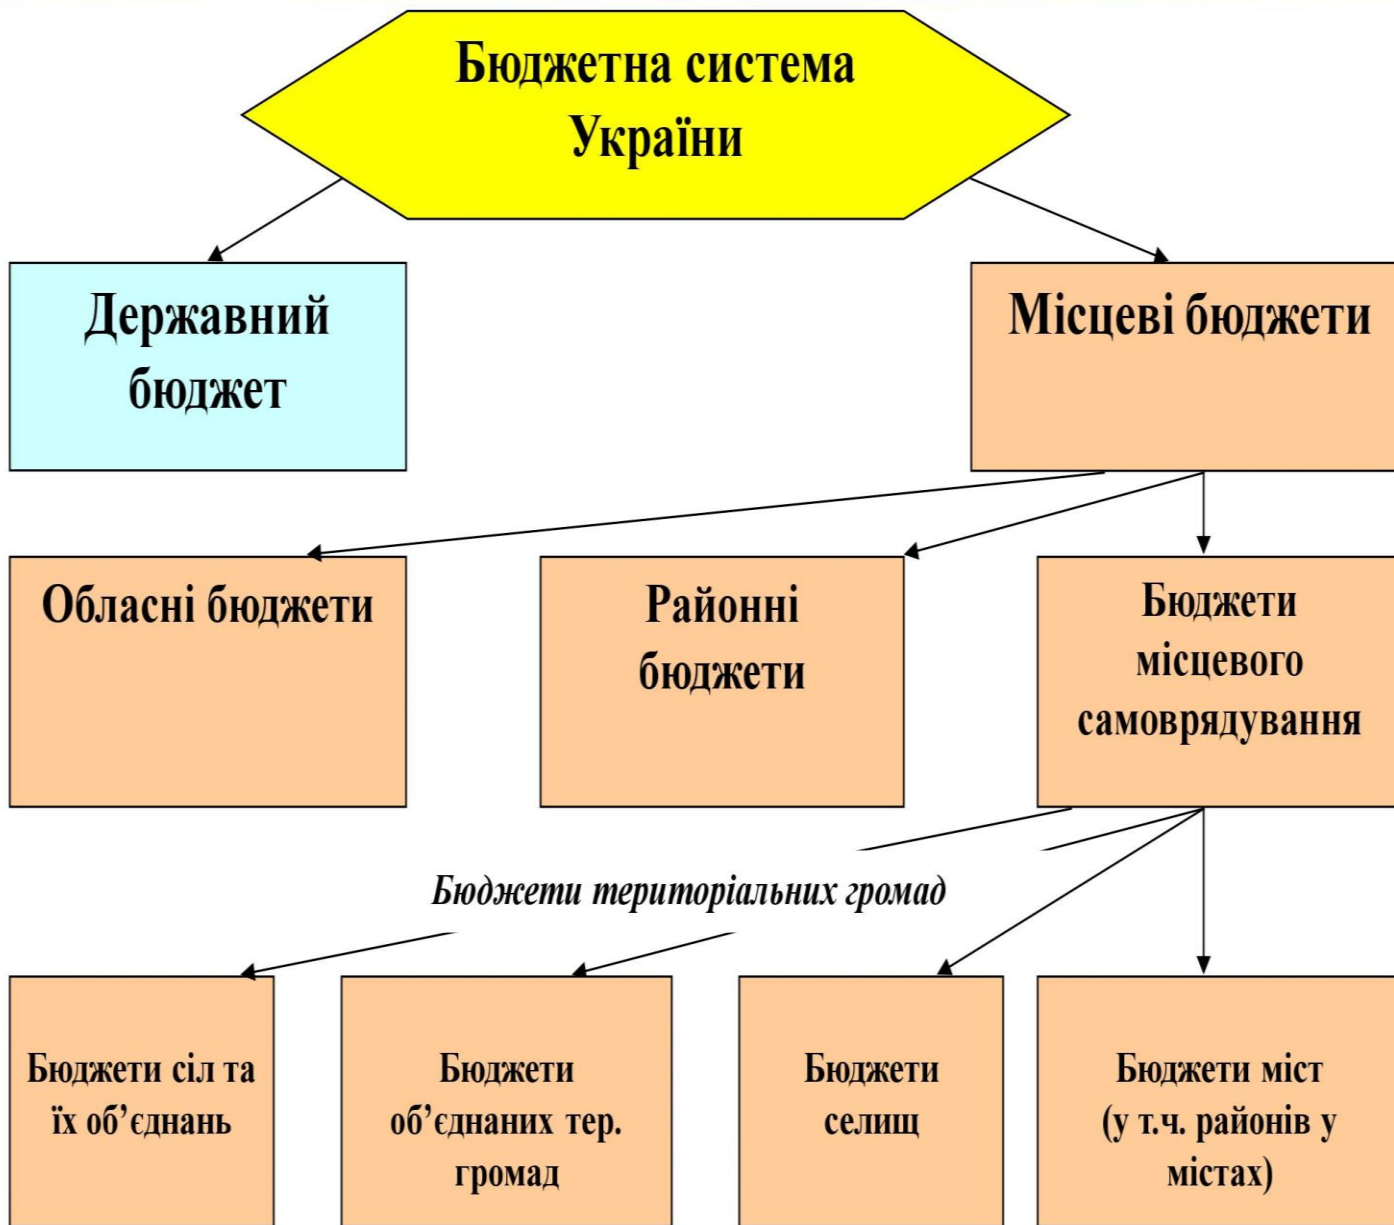 Бюджетна система
України
Державний
бюджет
Місцеві бюджети
Обласні бюджети
Районні
бюджети
Бюджети
місцевого
самоврядування
Бюджети територіальних громад
Бюджети сіл та
їх об’єднань
Бюджети
об’єднаних тер.
громад
Бюджети
селищ
Бюджети міст
(у т.ч. районів у
містах)